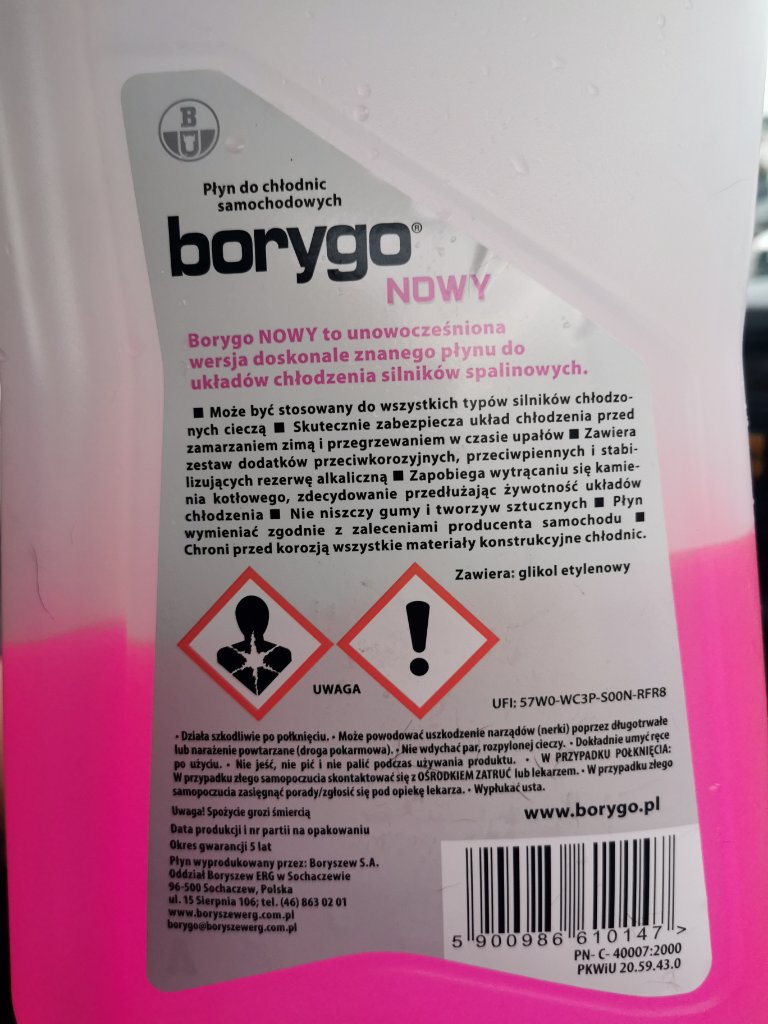 B
Płyn do chłodnic
samochodowych
borygo®
NOWY
Borygo NOWY to unowocześniona
wersja doskonale znanego płynu do
układów chłodzenia silników spalinowych.
■ Może być stosowany do wszystkich typów silników chłodzo-
nych cieczą ■ Skutecznie zabezpiecza układ chłodzenia przed
zamarzaniem zimą i przegrzewaniem w czasie upałów ■ Zawiera
zestaw dodatków przeciwkorozyjnych, przeciwpiennych i stabi-
lizujących rezerwę alkaliczną ■ Zapobiega wytrącaniu się kamie-
nia kotłowego, zdecydowanie przedłużając żywotność układów
chłodzenia ■ Nie niszczy gumy i tworzyw sztucznych ■ Płyn
wymieniać zgodnie z zaleceniami producenta samochodu ■
Chroni przed korozją wszystkie materiały konstrukcyjne chłodnic.
Zawiera: glikol etylenowy
UWAGA
UFI: 57W0-WC3P-S00N-RFR8
• Działa szkodliwie po połknięciu. • Może powodować uszkodzenie narządów (nerki) poprzez długotrwałe
lub narażenie powtarzane (droga pokarmowa). • Nie wdychać par, rozpylonej cieczy. • Dokładnie umyć ręce
po użyciu. • Nie jeść, nie pić i nie palić podczas używania produktu. • W PRZYPADKU POŁKNIĘCIA:
W przypadku złego samopoczucia skontaktować się z OŚRODKIEM ZATRUĆ lub lekarzem. • W przypadku złego
samopoczucia zasięgnąć porady/zgłosić się pod opiekę lekarza. • Wypłukać usta.
Uwaga! Spożycie grozi śmiercią
www.borygo.pl
Data produkcji i nr partii na opakowaniu
Okres gwarancji 5 lat
Płyn wyprodukowany przez: Boryszew S.A.
Oddział Boryszew ERG w Sochaczewie
96-500 Sochaczew, Polska
ul. 15 Sierpnia 106; tel. (46) 863 02 01
www.boryszewerg.com.pl
borygo@boryszewerg.com.pl
5 900986 610147 >
PN- C- 40007:2000
PKWiU 20.59.43.0